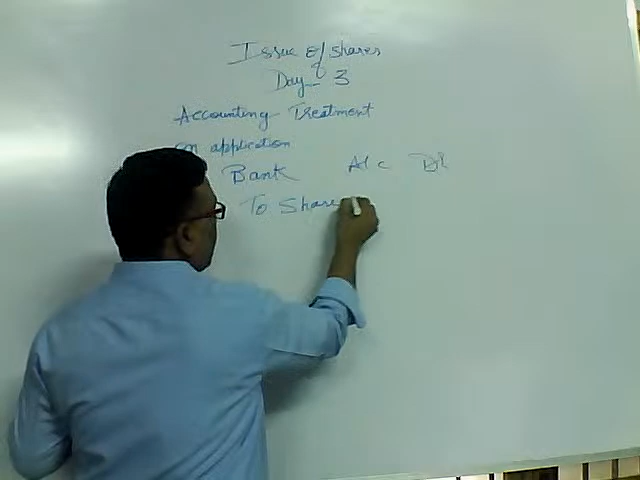 Issue of shares
Day- 3
Accounting Treatment
on application
Bank A/c Dr
To Share